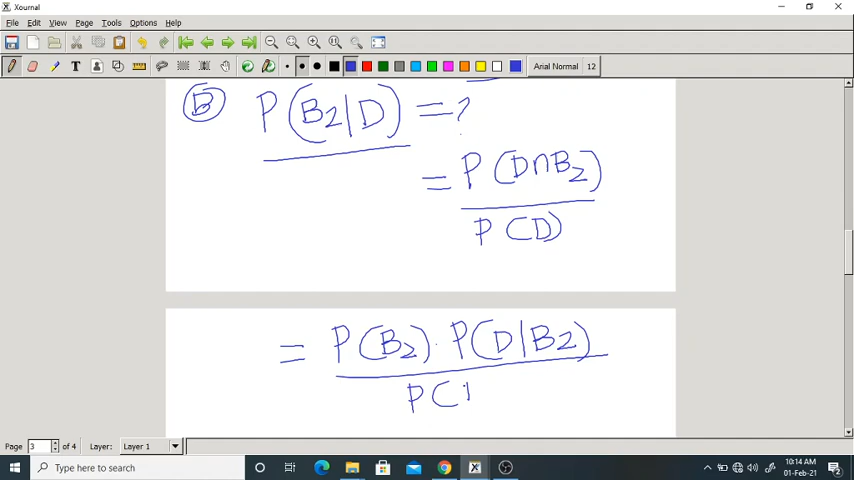 Xournal
File Edit View Page Tools Options Help
Arial Normal 12
B P(B2|D) = ?
= P(D∩B2)
P(D)
= P(B2) · P(D|B2)
P(
Page 3 of 4 Layer: Layer 1
Type here to search
10:14 AM
01-Feb-21
2